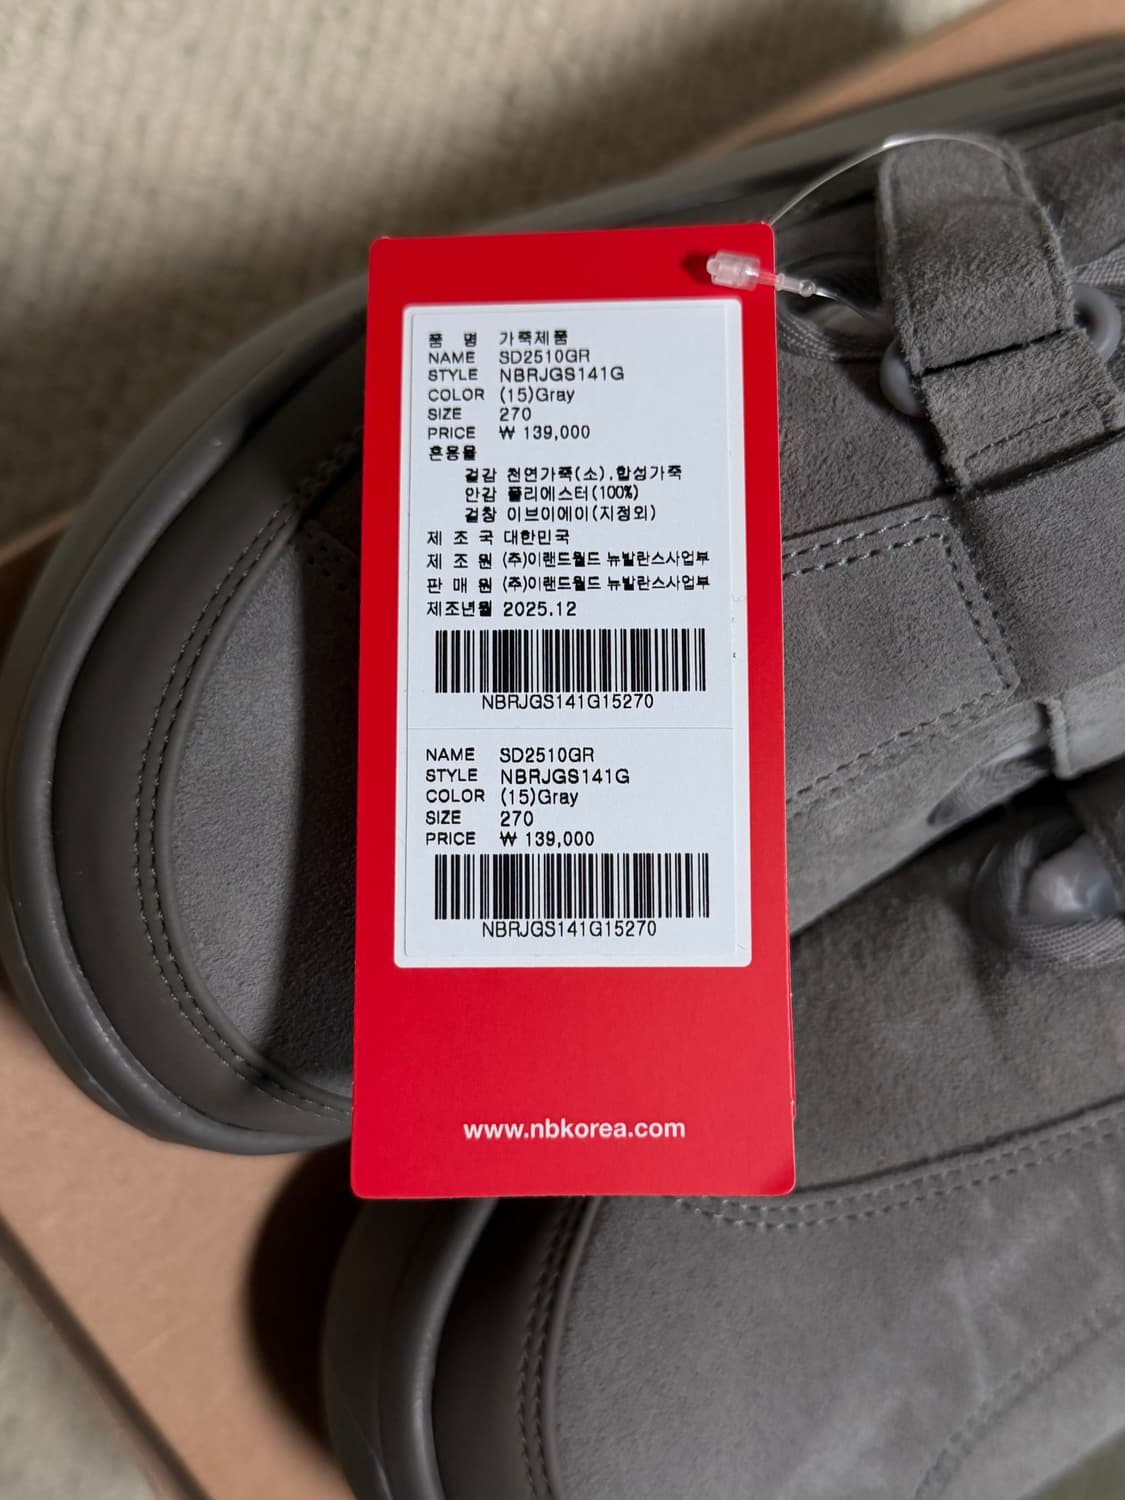 품 명 가죽제품
NAME SD2510GR
STYLE NBRJGS141G
COLOR (15)Gray
SIZE 270
PRICE ₩ 139,000
혼용율
겉감 천연가죽(소),합성가죽
안감 폴리에스터(100%)
겉창 이브이에이(지정외)
제 조 국 대한민국
제 조 원 (주)이랜드월드 뉴발란스사업부
판 매 원 (주)이랜드월드 뉴발란스사업부
제조년월 2025.12
NBRJGS141G15270
NAME SD2510GR
STYLE NBRJGS141G
COLOR (15)Gray
SIZE 270
PRICE ₩ 139,000
NBRJGS141G15270
www.nbkorea.com